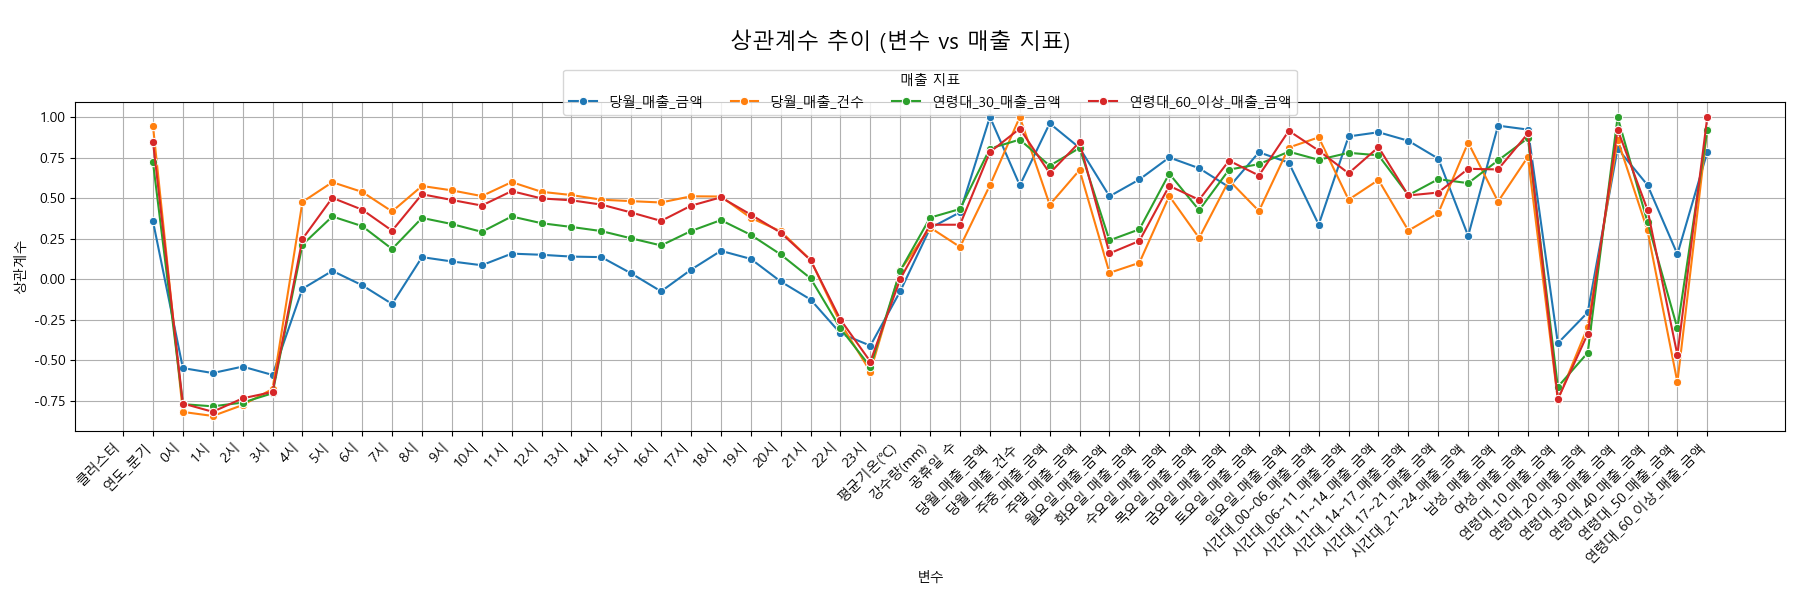 상관계수 추이 (변수 vs 매출 지표)
매출 지표
당월_매출_금액 당월_매출_건수 연령대_30_매출_금액 연령대_60_이상_매출_금액
상관계수
1.00
0.75
0.50
0.25
0.00
-0.25
-0.50
-0.75
클러스터
연도_분기
0시
1시
2시
3시
4시
5시
6시
7시
8시
9시
10시
11시
12시
13시
14시
15시
16시
17시
18시
19시
20시
21시
22시
23시
평균기온(℃)
강수량(mm)
공휴일 수
당월_매출_금액
당월_매출_건수
주중_매출_금액
주말_매출_금액
월요일_매출_금액
화요일_매출_금액
수요일_매출_금액
목요일_매출_금액
금요일_매출_금액
토요일_매출_금액
일요일_매출_금액
시간대_00~06_매출_금액
시간대_06~11_매출_금액
시간대_11~14_매출_금액
시간대_14~17_매출_금액
시간대_17~21_매출_금액
시간대_21~24_매출_금액
남성_매출_금액
여성_매출_금액
연령대_10_매출_금액
연령대_20_매출_금액
연령대_30_매출_금액
연령대_40_매출_금액
연령대_50_매출_금액
연령대_60_이상_매출_금액
변수